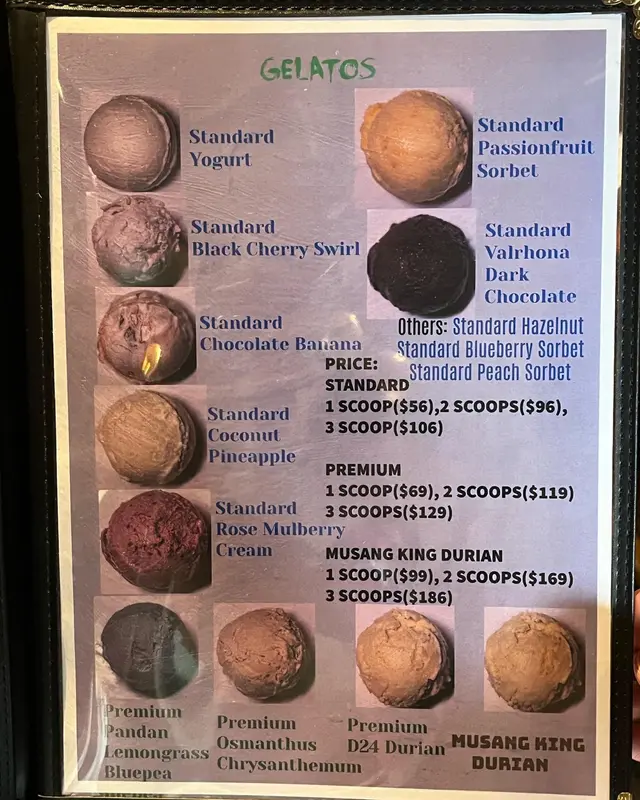 GELATOS
Standard
Yogurt
Standard
Passionfruit
Sorbet
Standard
Black Cherry Swirl
Standard
Valrhona
Dark
Chocolate
Standard
Chocolate Banana
Others: Standard Hazelnut
Standard Blueberry Sorbet
Standard Peach Sorbet
PRICE:
STANDARD
1 SCOOP($56),2 SCOOPS($96),
3 SCOOP($106)
Standard
Coconut
Pineapple
PREMIUM
1 SCOOP($69), 2 SCOOPS($119)
3 SCOOPS($129)
Standard
Rose Mulberry
Cream
MUSANG KING DURIAN
1 SCOOP($99), 2 SCOOPS($169)
3 SCOOPS($186)
Premium
Pandan
Lemongrass
Bluepea
Premium
Osmanthus
Chrysanthemum
Premium
D24 Durian
MUSANG KING
DURIAN